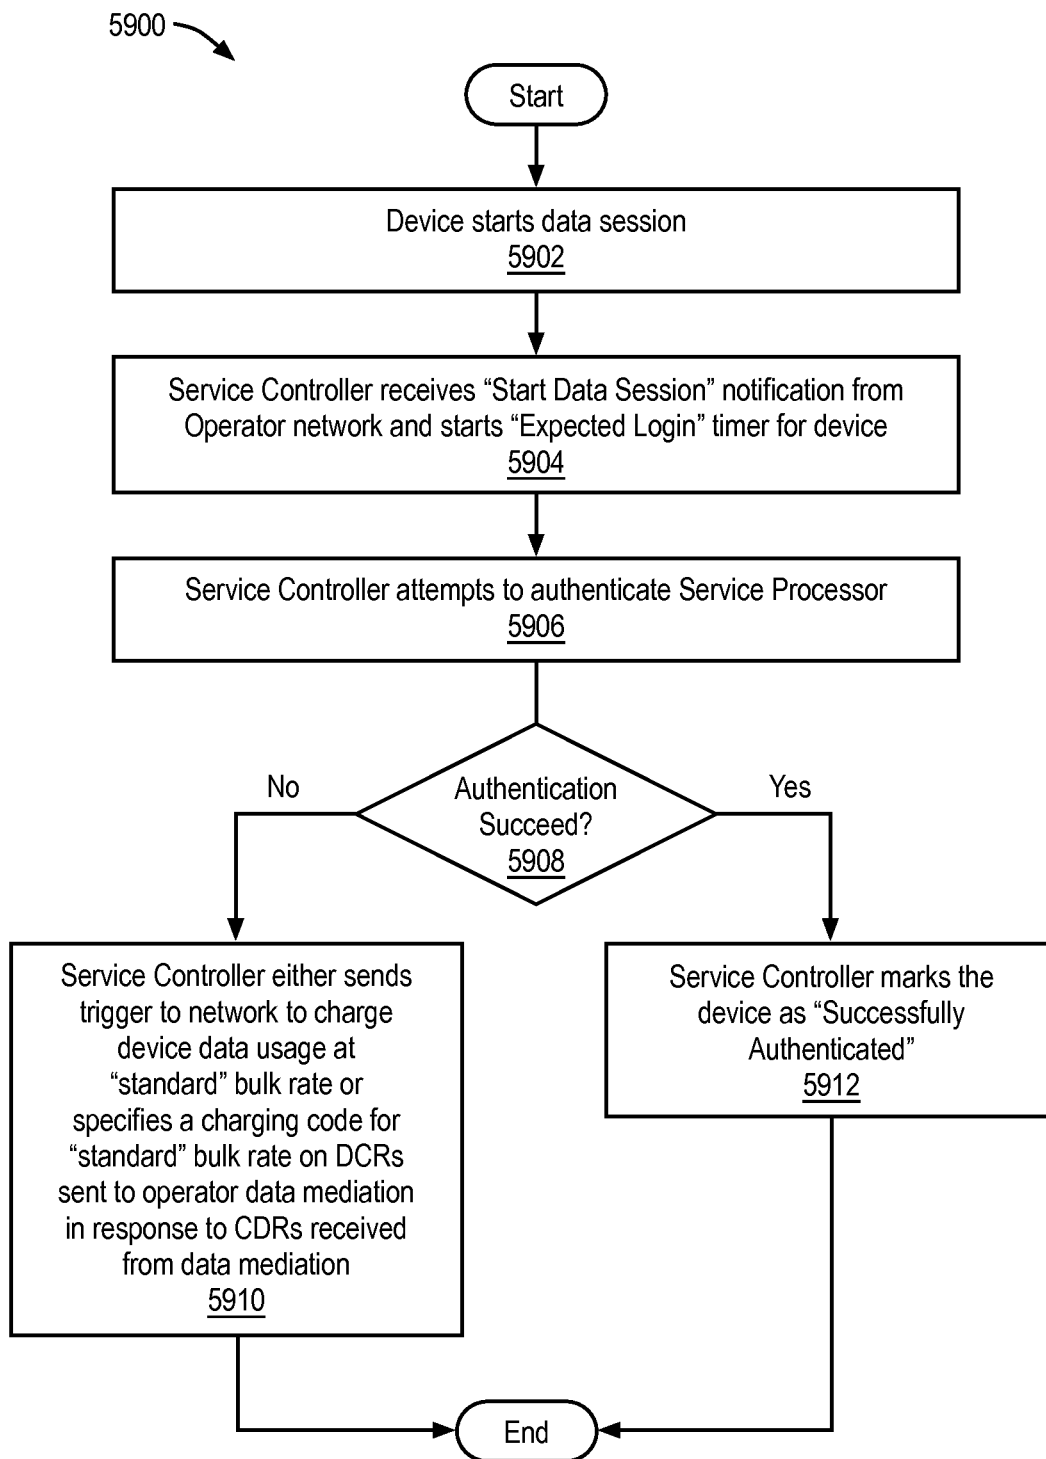 5900
Start
Device starts data session
5902
Service Controller receives “Start Data Session” notification from
Operator network and starts “Expected Login” timer for device
5904
Service Controller attempts to authenticate Service Processor
5906
No
Authentication
Yes
Succeed?
5908
Service Controller either sends
trigger to network to charge
device data usage at
“standard” bulk rate or
specifies a charging code for
“standard” bulk rate on DCRs
sent to operator data mediation
in response to CDRs received
from data mediation
5910
Service Controller marks the
device as “Successfully
Authenticated”
5912
End